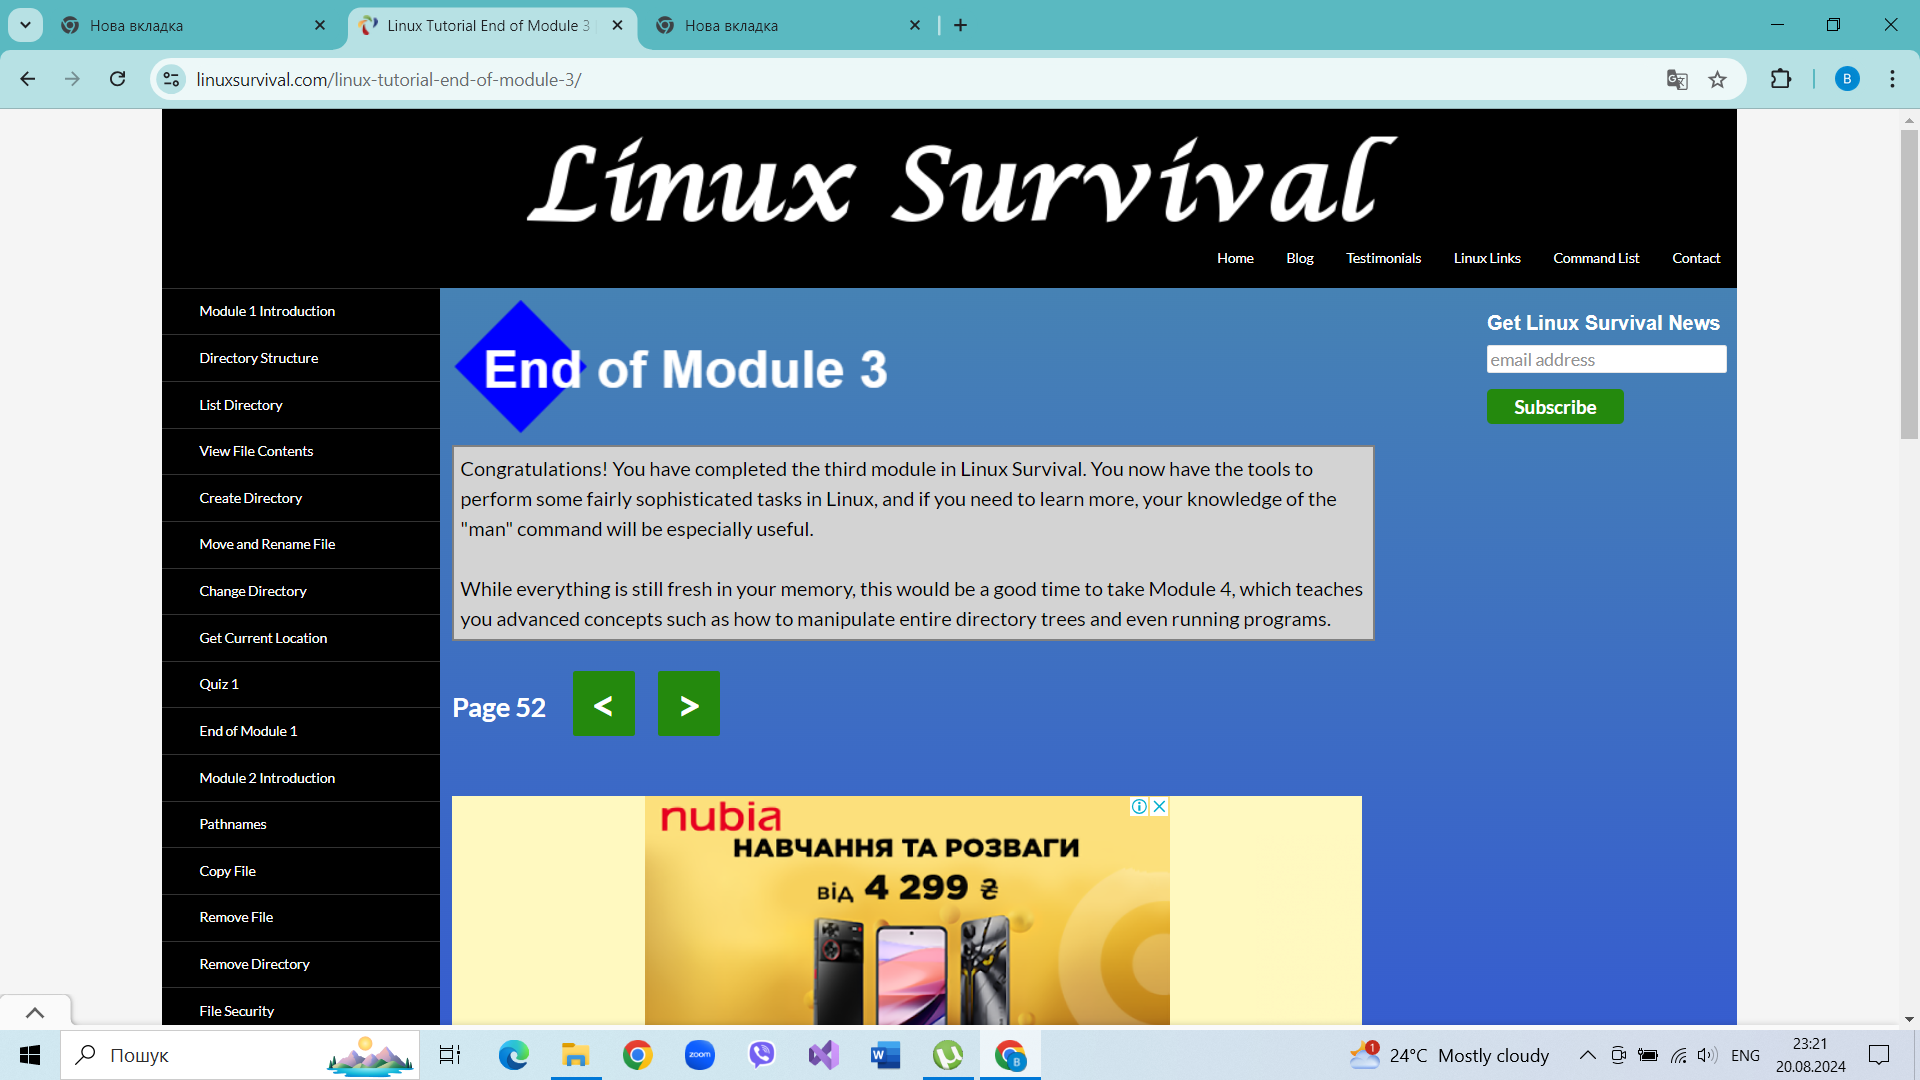 Нова вкладка
Linux Tutorial End of Module 3
Нова вкладка
linuxsurvival.com/linux-tutorial-end-of-module-3/
B
Linux Survival
Home Blog Testimonials Linux Links Command List Contact
Module 1 Introduction
Directory Structure
List Directory
View File Contents
Create Directory
Move and Rename File
Change Directory
Get Current Location
Quiz 1
End of Module 1
Module 2 Introduction
Pathnames
Copy File
Remove File
Remove Directory
File Security
End of Module 3
Congratulations! You have completed the third module in Linux Survival. You now have the tools to
perform some fairly sophisticated tasks in Linux, and if you need to learn more, your knowledge of the
"man" command will be especially useful.
While everything is still fresh in your memory, this would be a good time to take Module 4, which teaches
you advanced concepts such as how to manipulate entire directory trees and even running programs.
Page 52 < >
Get Linux Survival News
email address
Subscribe
nubia
НАВЧАННЯ ТА РОЗВАГИ
від 4 299 ₴
Пошук
zoom
W
B
1
24°C Mostly cloudy
ENG
23:21
20.08.2024